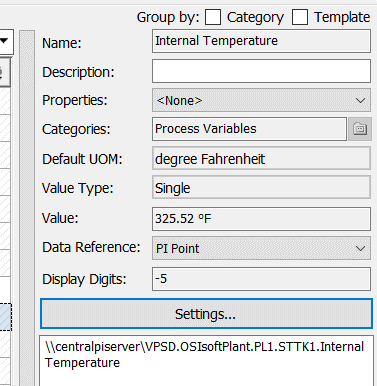 Group by: Category Template
Name: Internal Temperature
Description:
Properties: <None>
Categories: Process Variables
Default UOM: degree Fahrenheit
Value Type: Single
Value: 325.52 ºF
Data Reference: PI Point
Display Digits: -5
Settings...
\\centralpiserver\VPSD.OSIsoftPlant.PL1.STTK1.Internal
Temperature